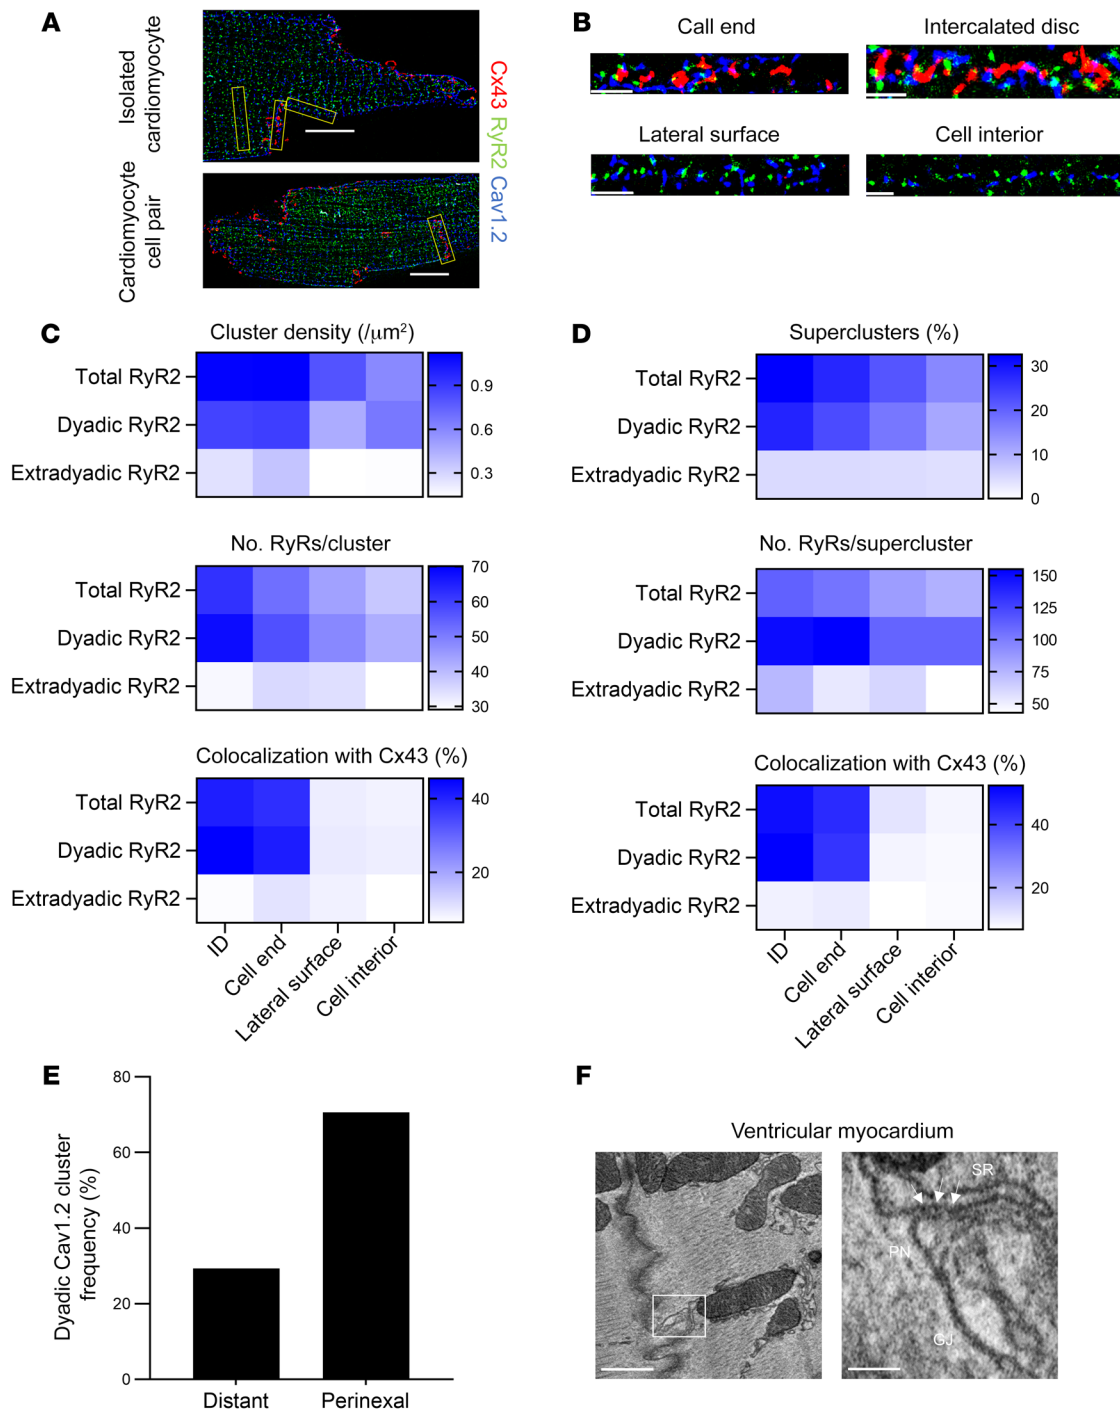 A
Isolated
cardiomyocyte
Cardiomyocyte
cell pair
Cx43 RyR2 Cav1.2
B
Call end
Intercalated disc
Lateral surface
Cell interior
C
Cluster density (/μm²)
Total RyR2
Dyadic RyR2
Extradyadic RyR2
0.9
0.6
0.3
No. RyRs/cluster
Total RyR2
Dyadic RyR2
Extradyadic RyR2
70
60
50
40
30
Colocalization with Cx43 (%)
Total RyR2
Dyadic RyR2
Extradyadic RyR2
40
20
ID
Cell end
Lateral surface
Cell interior
D
Superclusters (%)
Total RyR2
Dyadic RyR2
Extradyadic RyR2
30
20
10
0
No. RyRs/supercluster
Total RyR2
Dyadic RyR2
Extradyadic RyR2
150
125
100
75
50
Colocalization with Cx43 (%)
Total RyR2
Dyadic RyR2
Extradyadic RyR2
40
20
ID
Cell end
Lateral surface
Cell interior
E
Dyadic Cav1.2 cluster
frequency (%)
80
60
40
20
0
Distant
Perinexal
F
Ventricular myocardium
SR
PN
GJ